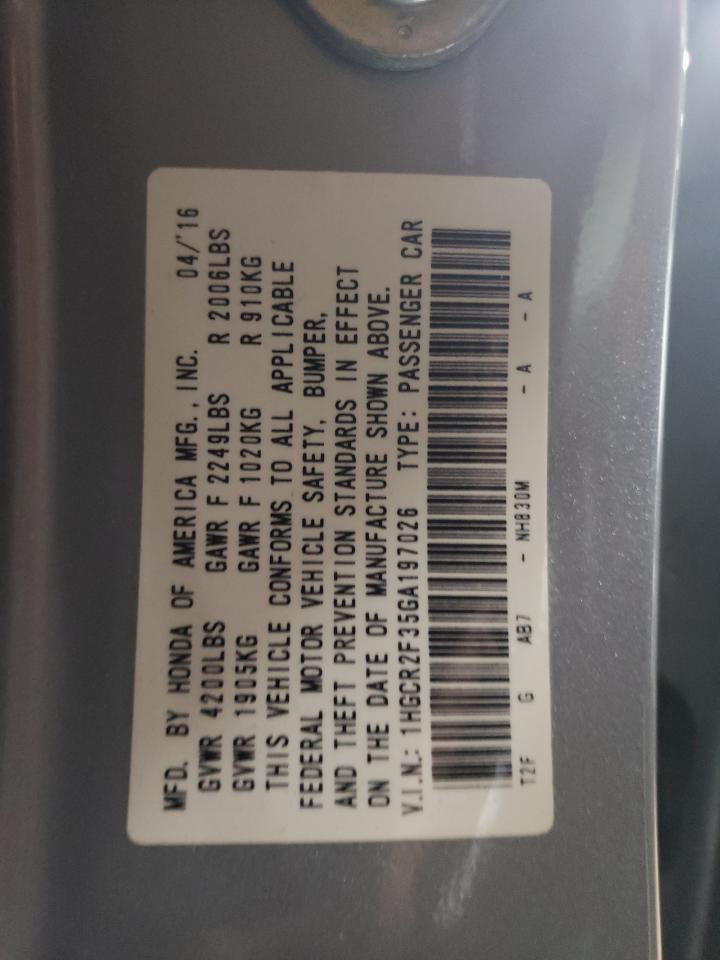 MFD. BY HONDA OF AMERICA MFG., INC. 04/'16
GVWR 4200LBS GAWR F 2249LBS R 2006LBS
GVWR 1905KG GAWR F 1020KG R 910KG
THIS VEHICLE CONFORMS TO ALL APPLICABLE
FEDERAL MOTOR VEHICLE SAFETY, BUMPER,
AND THEFT PREVENTION STANDARDS IN EFFECT
ON THE DATE OF MANUFACTURE SHOWN ABOVE.
V.I.N.: 1HGCR2F35GA197026 TYPE: PASSENGER CAR
T2F G AB7 - NH830M - A - A